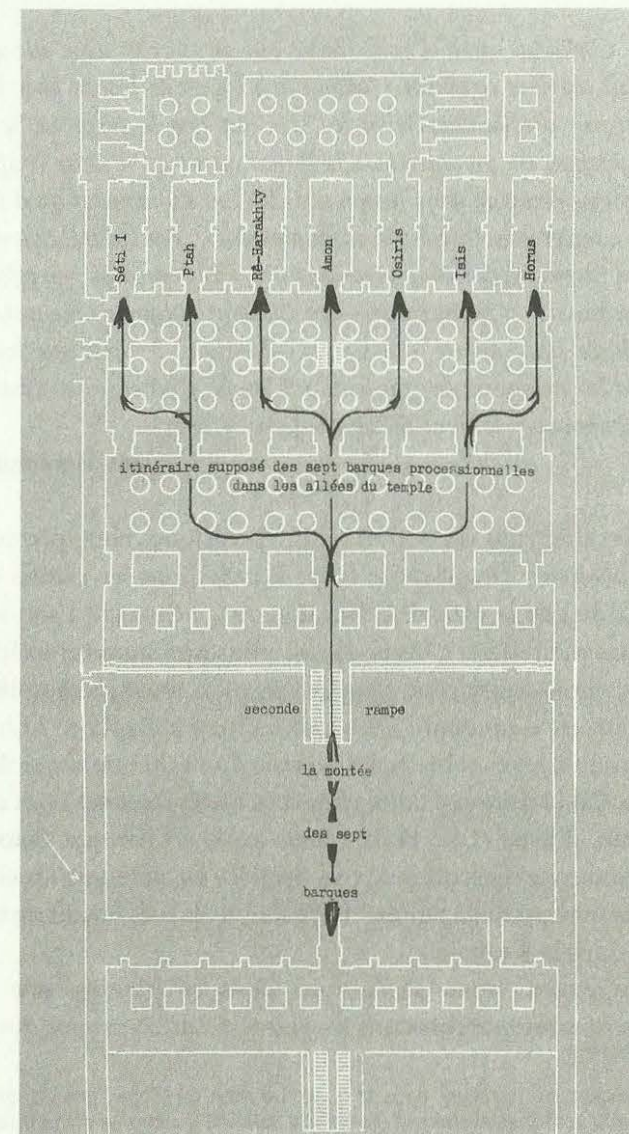 Séti I
Ptah
Rê-Harakhty
Amon
Osiris
Isis
Horus
itinéraire supposé des sept barques processionnelles
dans les allées du temple
seconde rampe
la montée
des sept
barques